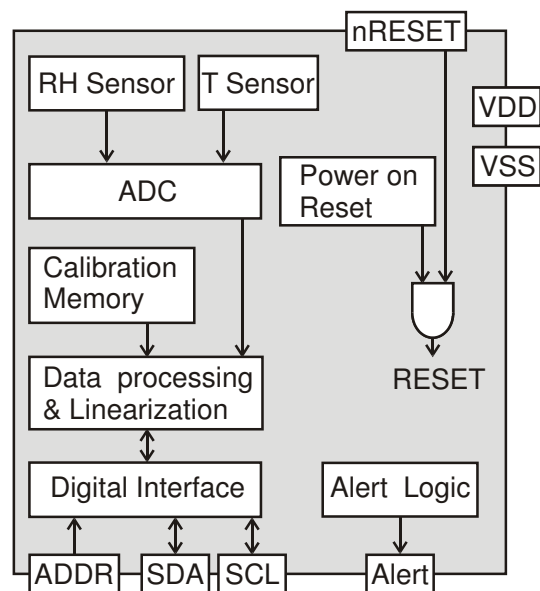 nRESET
RH Sensor
T Sensor
VDD
VSS
ADC
Power on
Reset
Calibration
Memory
Data processing
& Linearization
RESET
Digital Interface
Alert Logic
ADDR
SDA
SCL
Alert